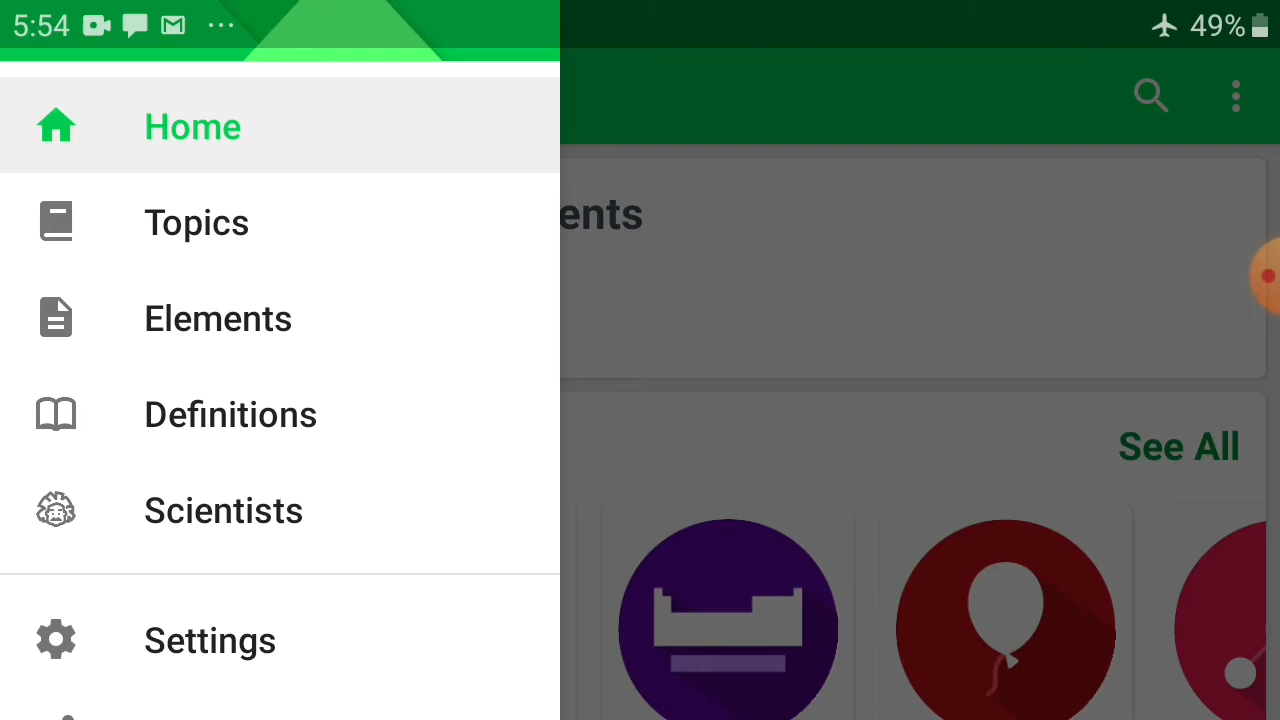 5:54
49%
Home
Topics
ents
Elements
Definitions
See All
Scientists
Settings